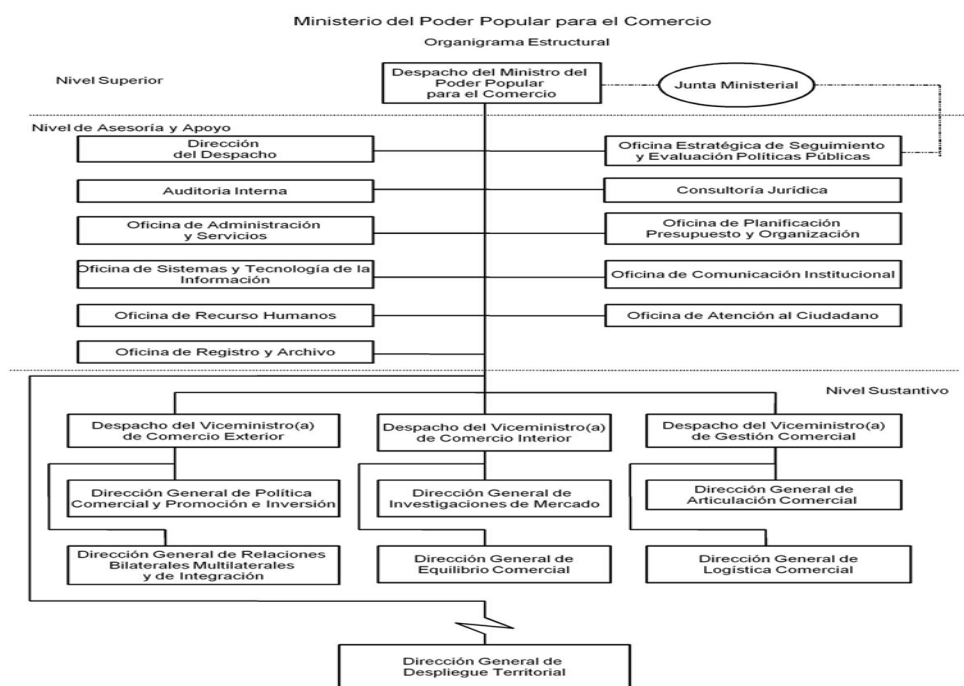 Ministerio del Poder Popular para el Comercio
Organigrama Estructural
Nivel Superior
Despacho del Ministro del
Poder Popular
para el Comercio
Junta Ministerial
Nivel de Asesoría y Apoyo
Dirección
del Despacho
Oficina Estratégica de Seguimiento
y Evaluación Políticas Públicas
Auditoria Interna
Consultoría Jurídica
Oficina de Administración
y Servicios
Oficina de Planificación
Presupuesto y Organización
Oficina de Sistemas y Tecnología de la
Información
Oficina de Comunicación Institucional
Oficina de Recurso Humanos
Oficina de Atención al Ciudadano
Oficina de Registro y Archivo
Nivel Sustantivo
Despacho del Viceministro(a)
de Comercio Exterior
Despacho del Viceministro(a)
de Comercio Interior
Despacho del Viceministro(a)
de Gestión Comercial
Dirección General de Política
Comercial y Promoción e Inversión
Dirección General de
Investigaciones de Mercado
Dirección General de
Articulación Comercial
Dirección General de Relaciones
Bilaterales Multilaterales
y de Integración
Dirección General de
Equilibrio Comercial
Dirección General de
Logística Comercial
Dirección General de
Despliegue Territorial